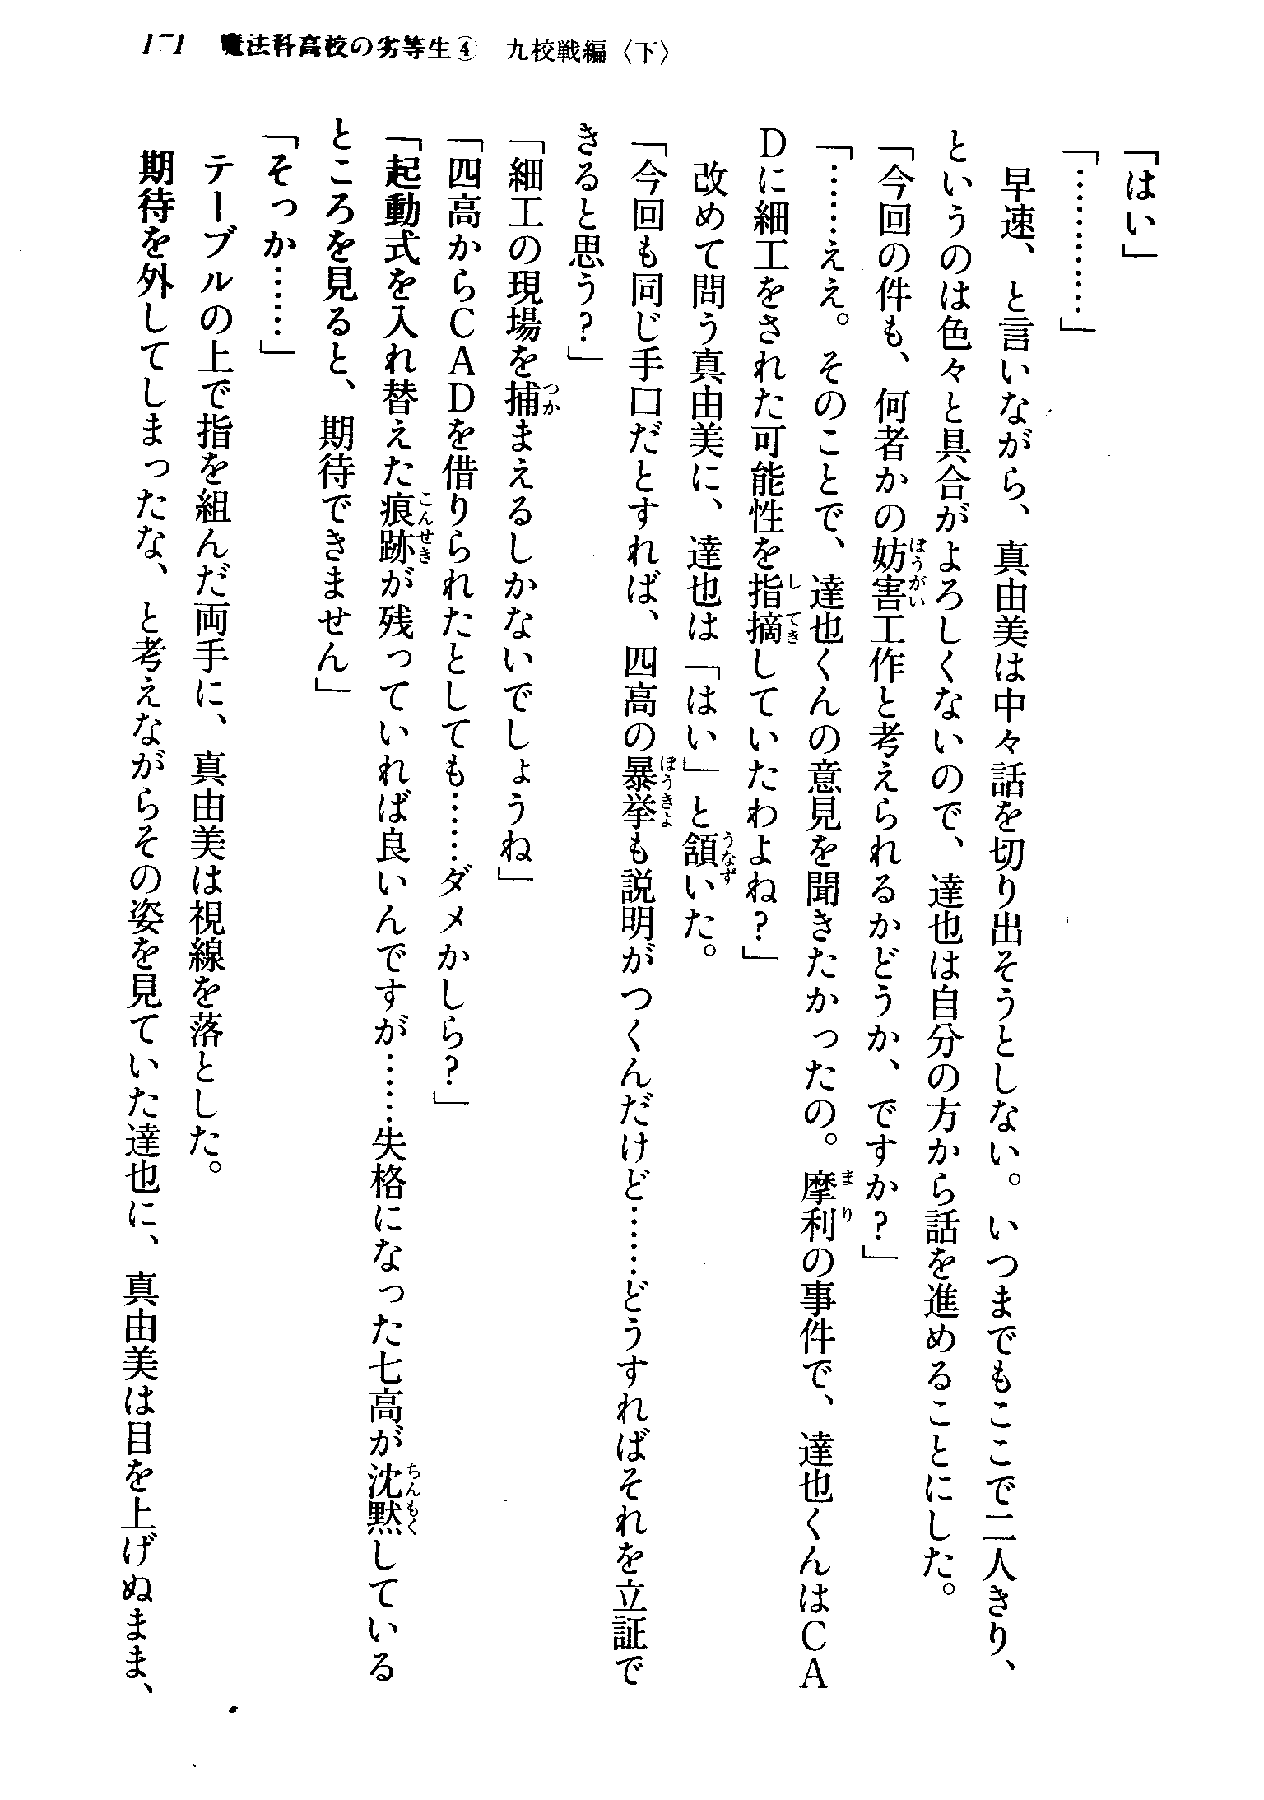 171 魔法科高校の劣等生④ 九校戦編〈下〉
「はい」
「…………」
　早速、と言いながら、真由美は中々話を切り出そうとしない。いつまでもここで二人きり、
というのは色々と具合がよろしくないので、達也は自分の方から話を進めることにした。
「今回の件も、何者かの妨害工作と考えられるかどうか、ですか？」
「……ええ。そのことで、達也くんの意見を聞きたかったの。摩利の事件で、達也くんはＣＡ
Ｄに細工をされた可能性を指摘していたわよね？」
　改めて問う真由美に、達也は「はい」と頷いた。
「今回も同じ手口だとすれば、四高の暴挙も説明がつくんだけど……どうすればそれを立証で
きると思う？」
「細工の現場を捕まえるしかないでしょうね」
「四高からＣＡＤを借りられたとしても……ダメかしら？」
「起動式を入れ替えた痕跡が残っていれば良いんですが……失格になった七高が沈黙している
ところを見ると、期待できません」
「そっか……」
　テーブルの上で指を組んだ両手に、真由美は視線を落とした。
　期待を外してしまったな、と考えながらその姿を見ていた達也に、真由美は目を上げぬまま、